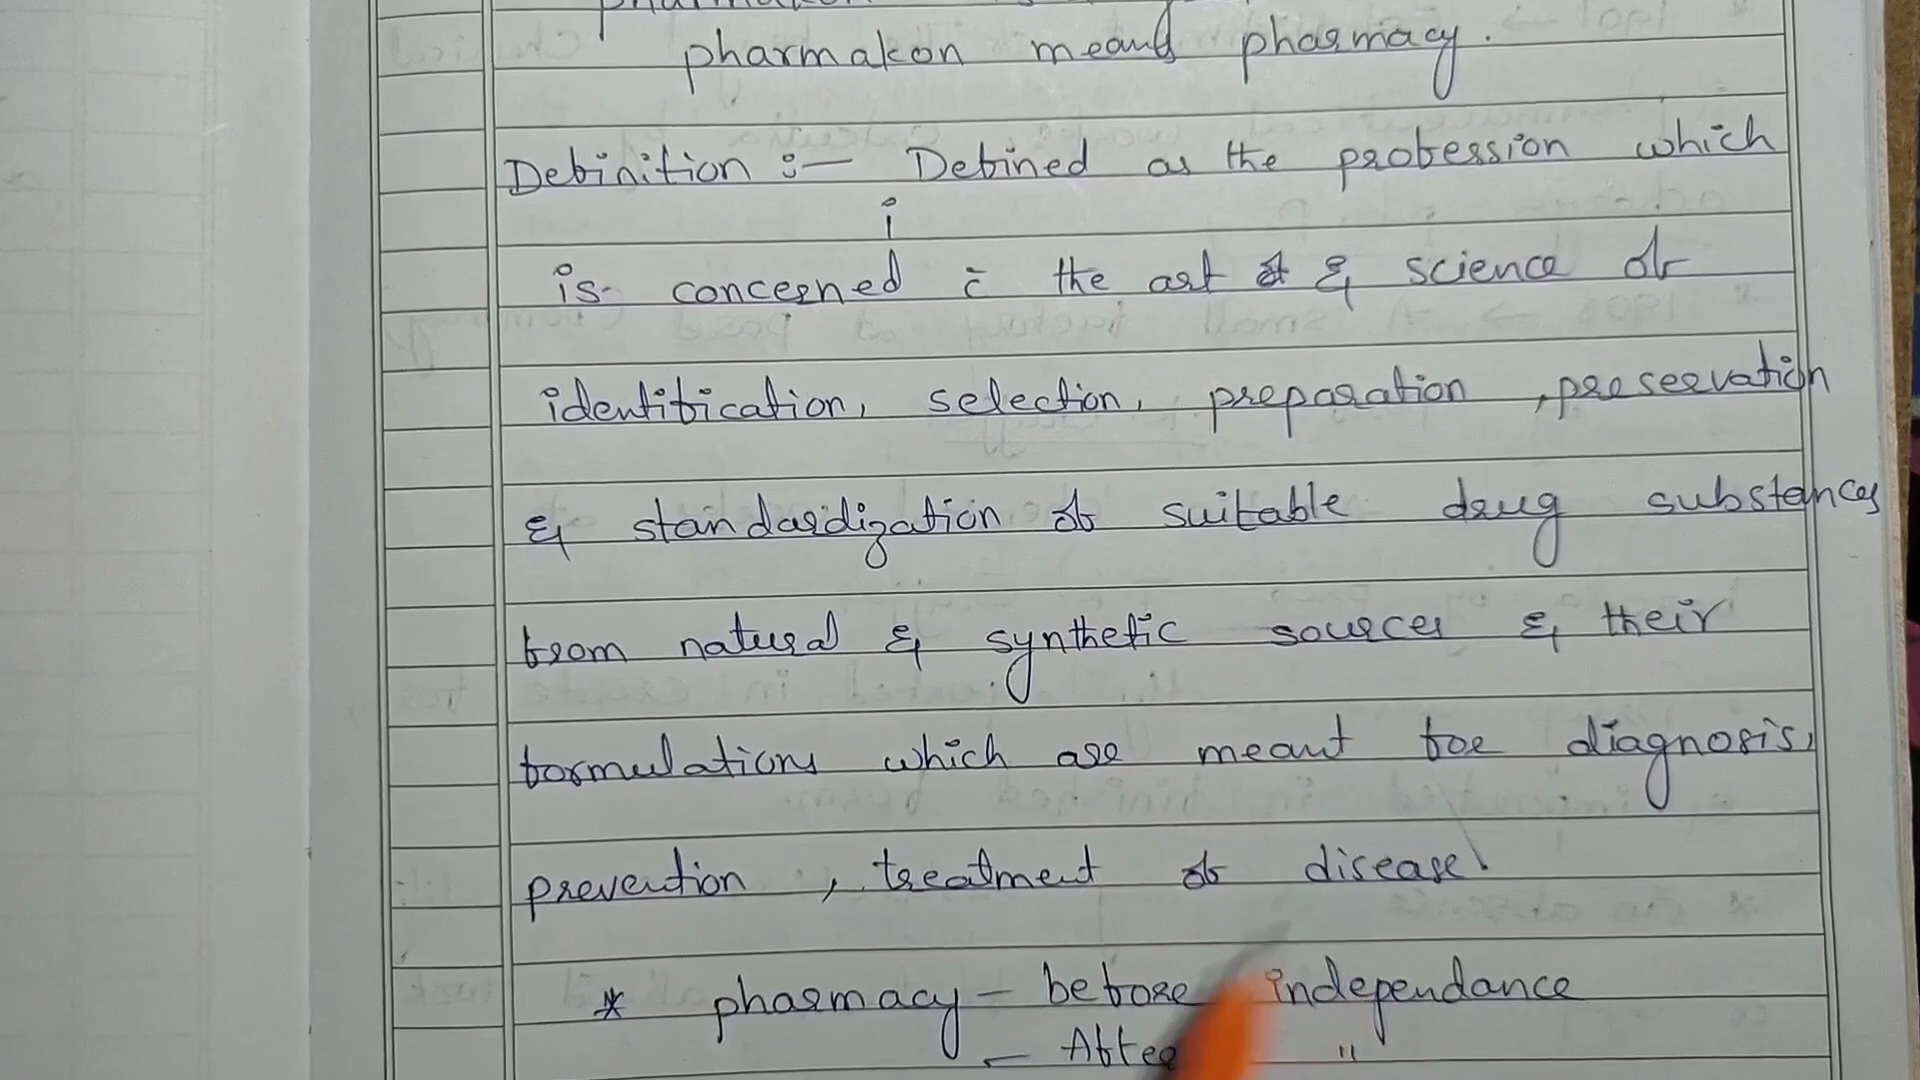 pharmakon means pharmacy.
Definition :- Defined as the profession which
is concerned c̄ the art & science of
identification, selection, preparation, preservation
& standardization of suitable drug substances
from natural & synthetic sources & their
formulations which are meant for diagnosis,
prevention, treatment of disease.
* pharmacy - before independance
- After "